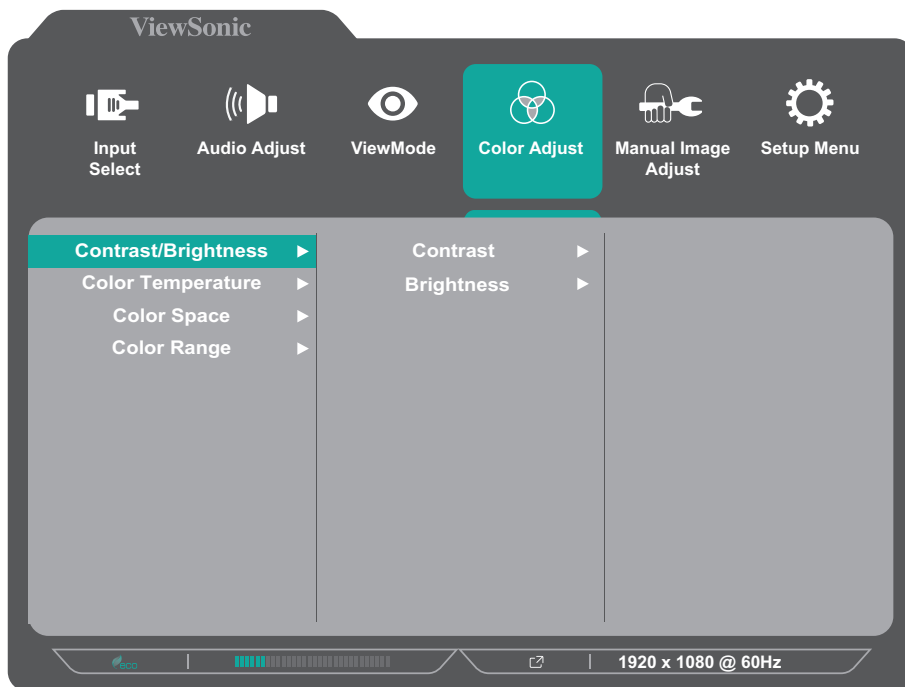 ViewSonic
Input
Select
Audio Adjust
ViewMode
Color Adjust
Manual Image
Adjust
Setup Menu
Contrast/Brightness
Color Temperature
Color Space
Color Range
Contrast
Brightness
eco
1920 x 1080 @ 60Hz